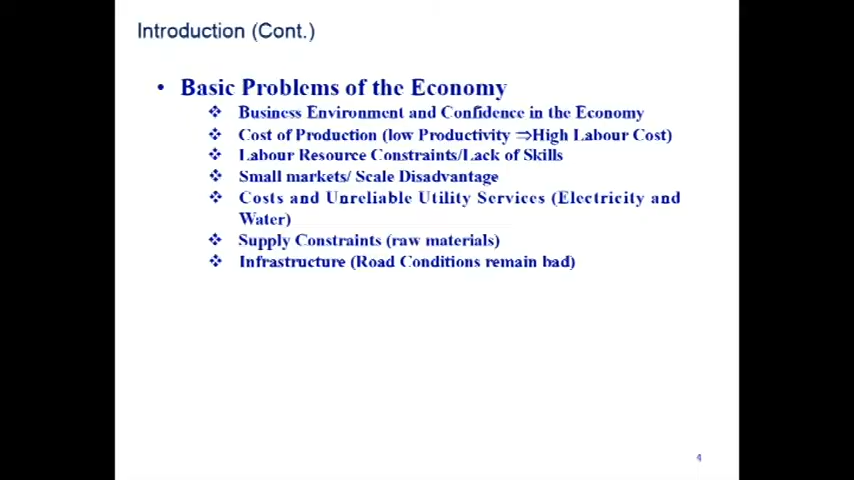 Introduction (Cont.)
• Basic Problems of the Economy
❖ Business Environment and Confidence in the Economy
❖ Cost of Production (low Productivity ⇒High Labour Cost)
❖ Labour Resource Constraints/Lack of Skills
❖ Small markets/ Scale Disadvantage
❖ Costs and Unreliable Utility Services (Electricity and
Water)
❖ Supply Constraints (raw materials)
❖ Infrastructure (Road Conditions remain bad)
4